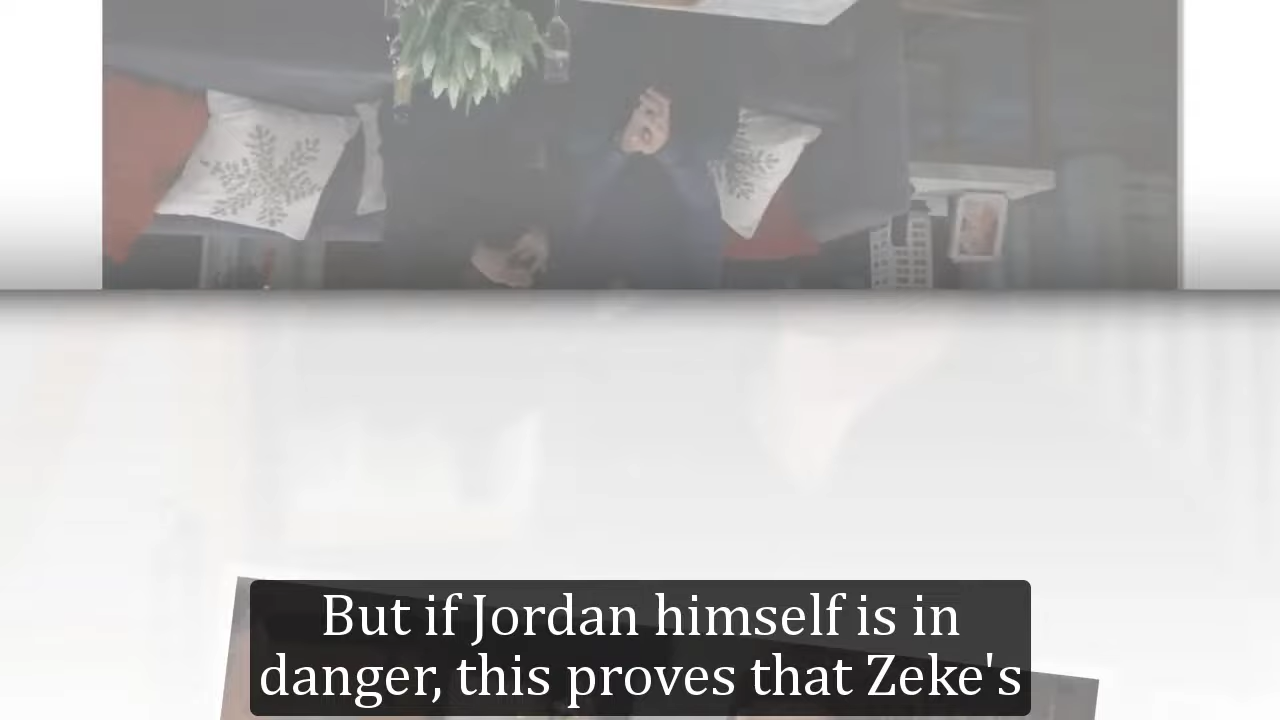 But if Jordan himself is in
danger, this proves that Zeke's